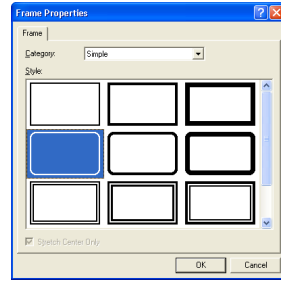 Frame Properties
Frame
Category:
Simple
Style:
Stretch Center Only
OK
Cancel